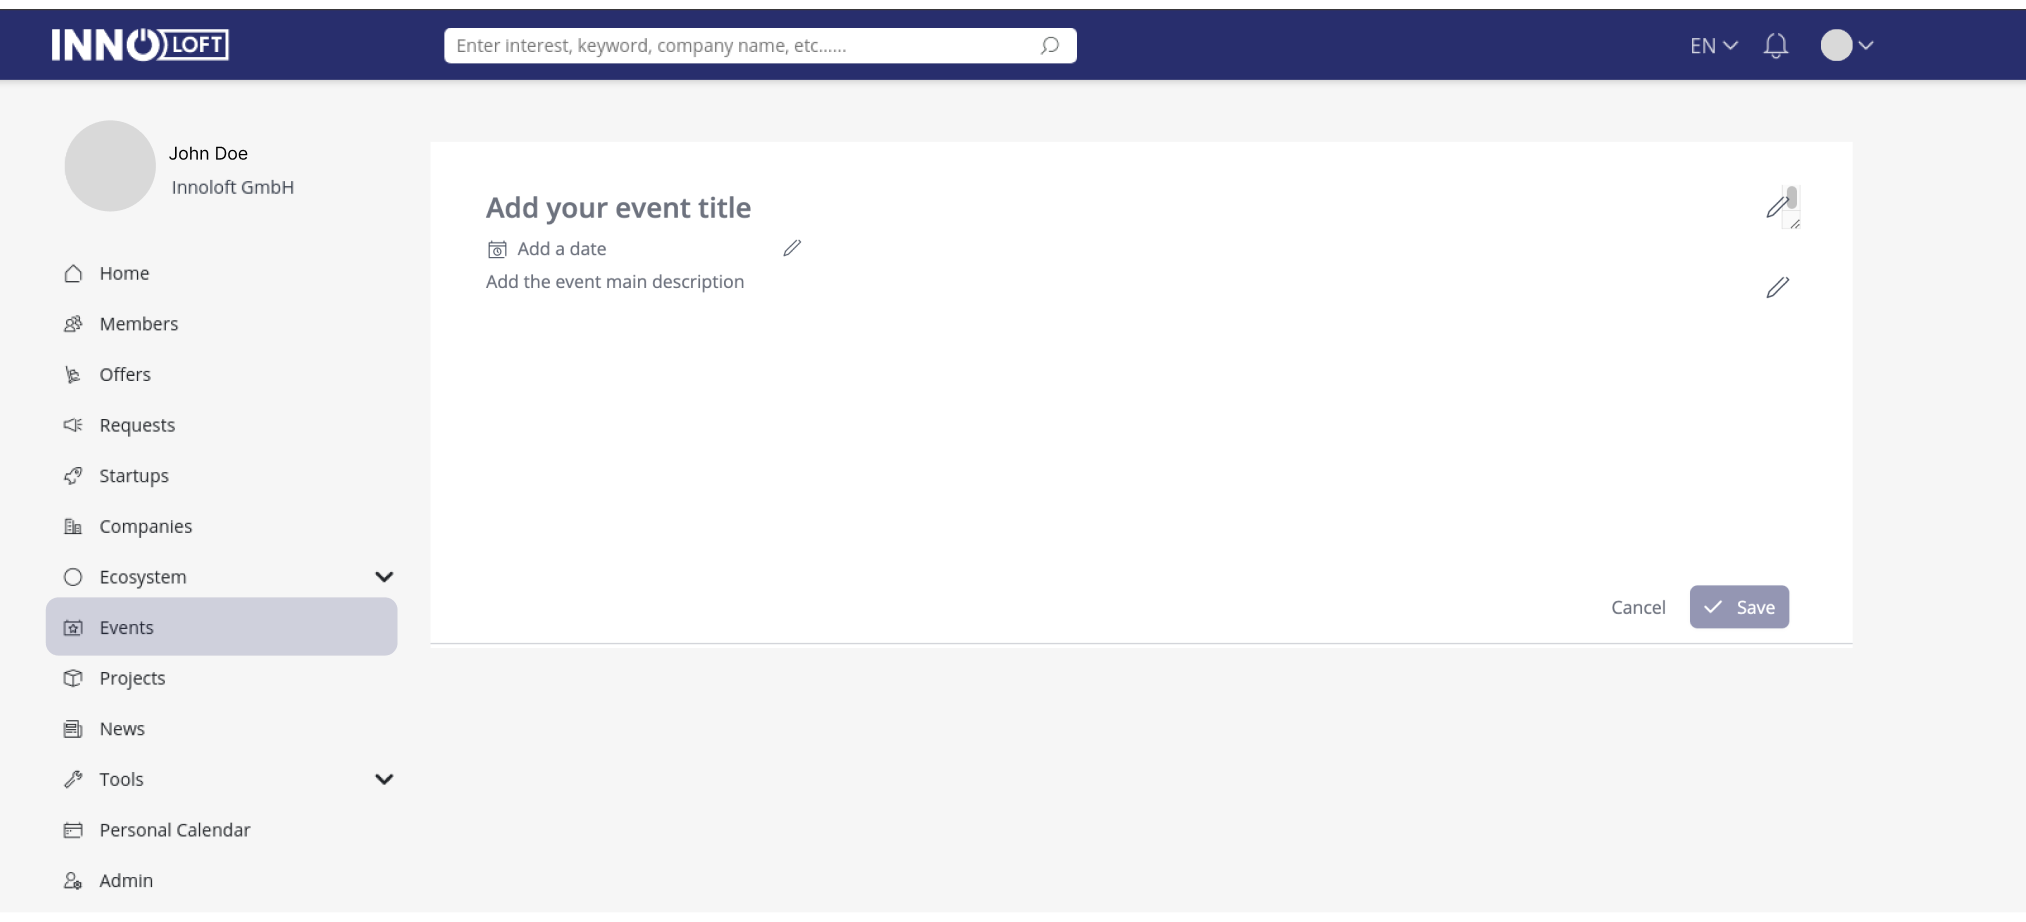 INNOLOFT
Enter interest, keyword, company name, etc......
EN
John Doe
Innoloft GmbH
Home
Members
Offers
Requests
Startups
Companies
Ecosystem
Events
Projects
News
Tools
Personal Calendar
Admin
Add your event title
Add a date
Add the event main description
Cancel
Save